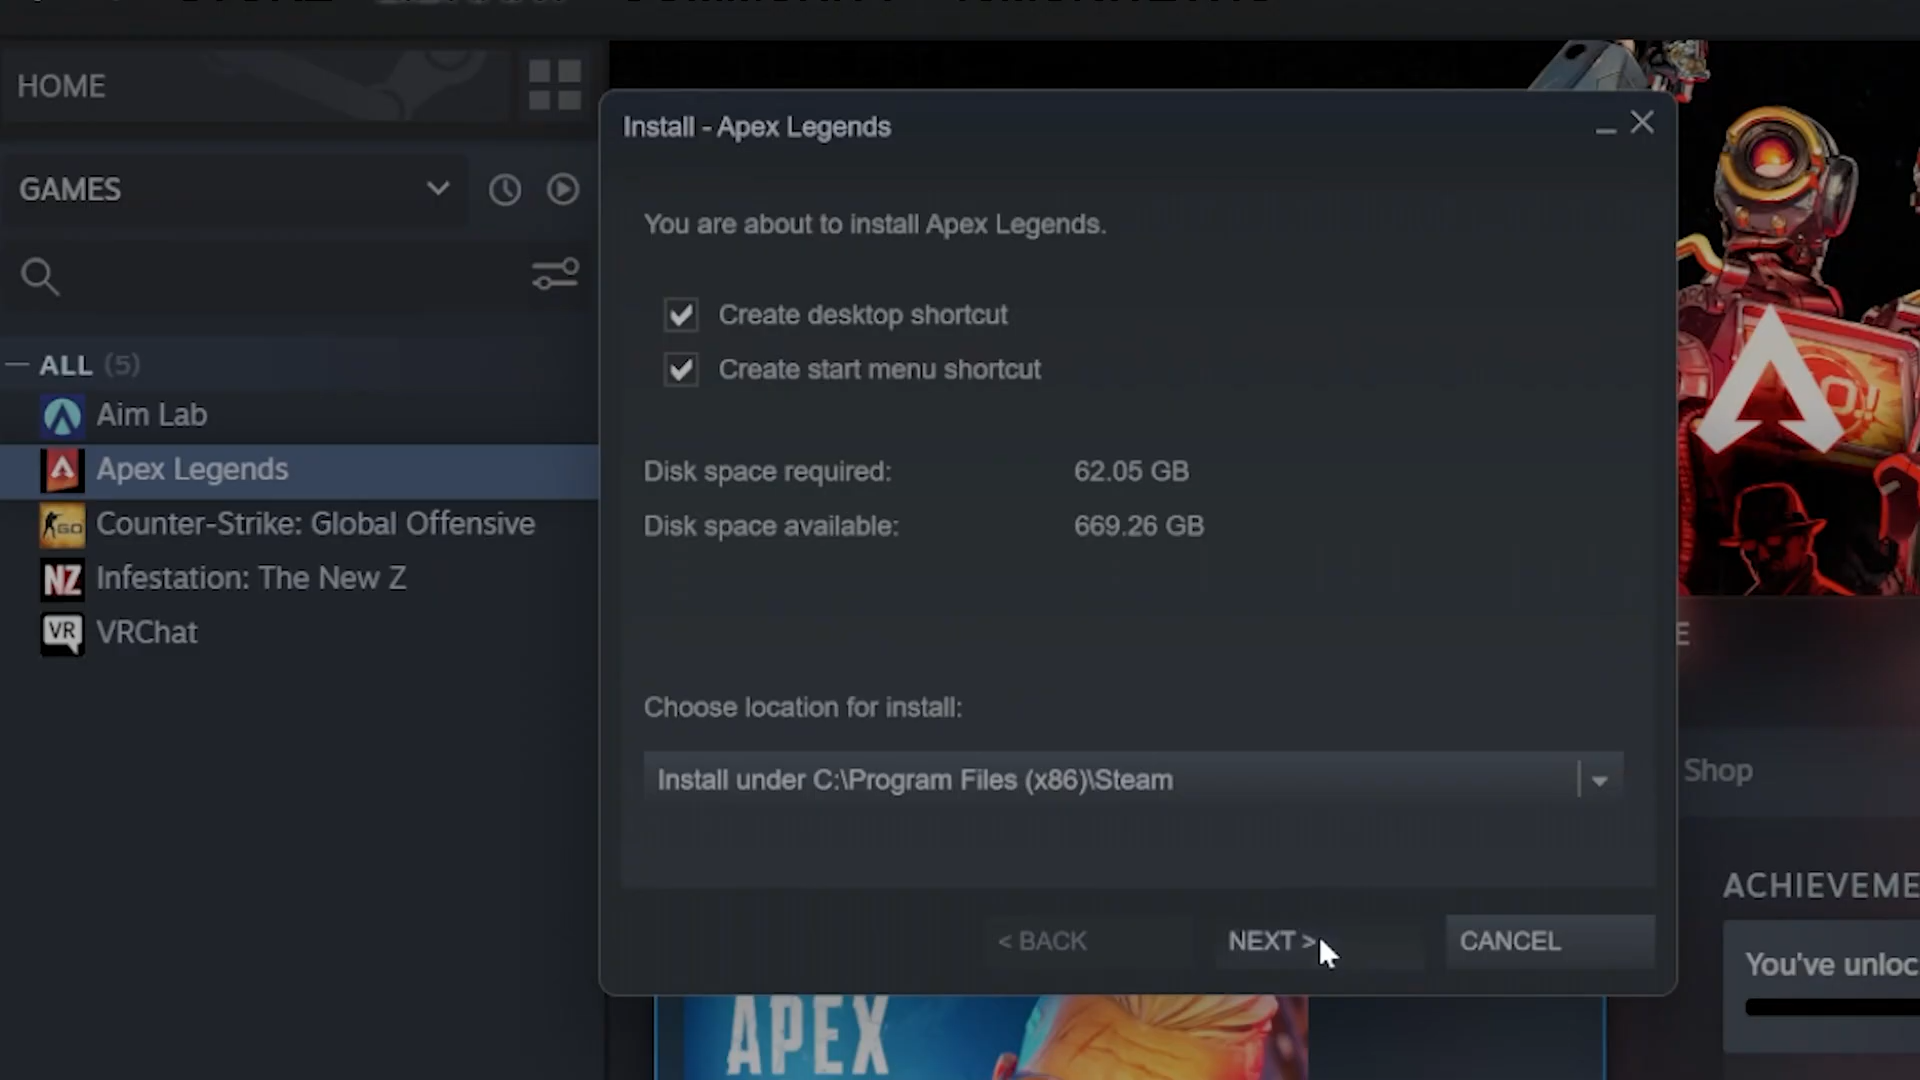 HOME
GAMES
ALL (5)
Aim Lab
Apex Legends
GO
Counter-Strike: Global Offensive
NZ
Infestation: The New Z
VR
VRChat
Install - Apex Legends
You are about to install Apex Legends.
Create desktop shortcut
Create start menu shortcut
Disk space required: 62.05 GB
Disk space available: 669.26 GB
Choose location for install:
Install under C:\Program Files (x86)\Steam
< BACK
NEXT >
CANCEL
APEX
E
Shop
ACHIEVEME
You've unloc